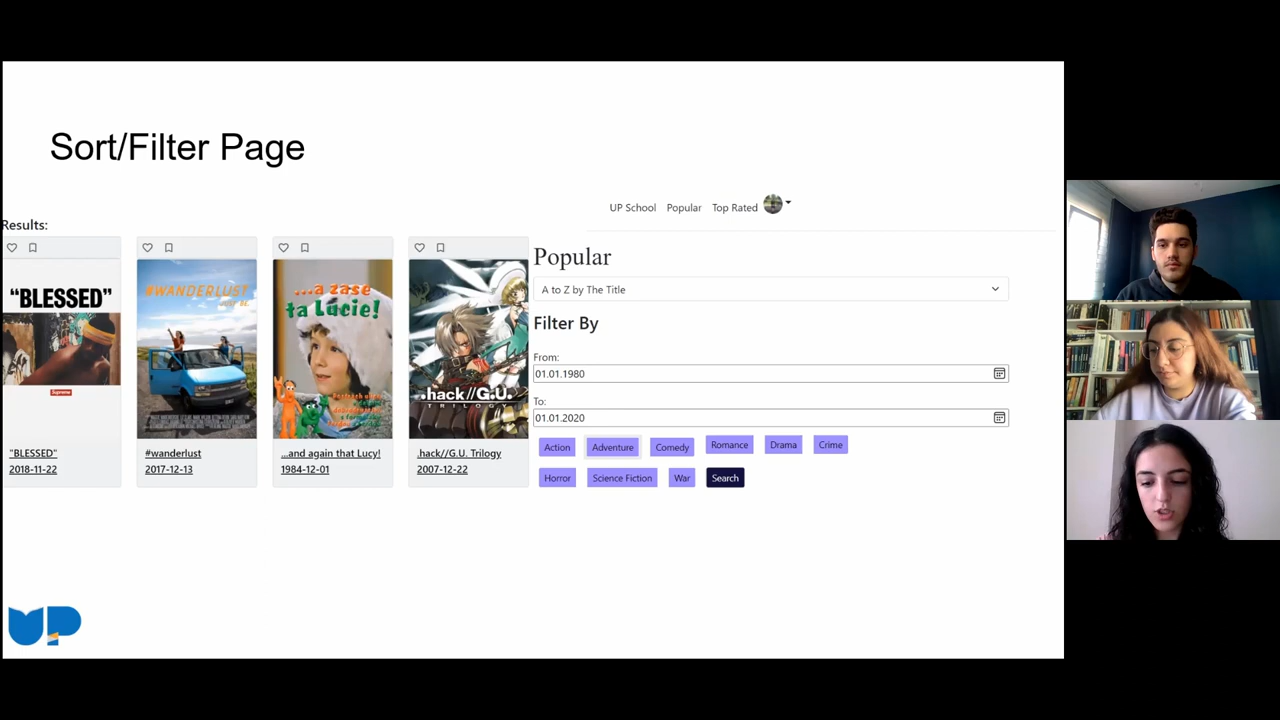 Sort/Filter Page
UP School Popular Top Rated
Results:
"BLESSED"
Supreme
"BLESSED"
2018-11-22
#WANDERLUST
JUST BE.
#wanderlust
2017-12-13
...a zase
ta Lucie!
...and again that Lucy!
1984-12-01
.hack//G.U.
TRILOGY
.hack//G.U. Trilogy
2007-12-22
Popular
A to Z by The Title
Filter By
From:
01.01.1980
To:
01.01.2020
Action Adventure Comedy Romance Drama Crime
Horror Science Fiction War Search
UP